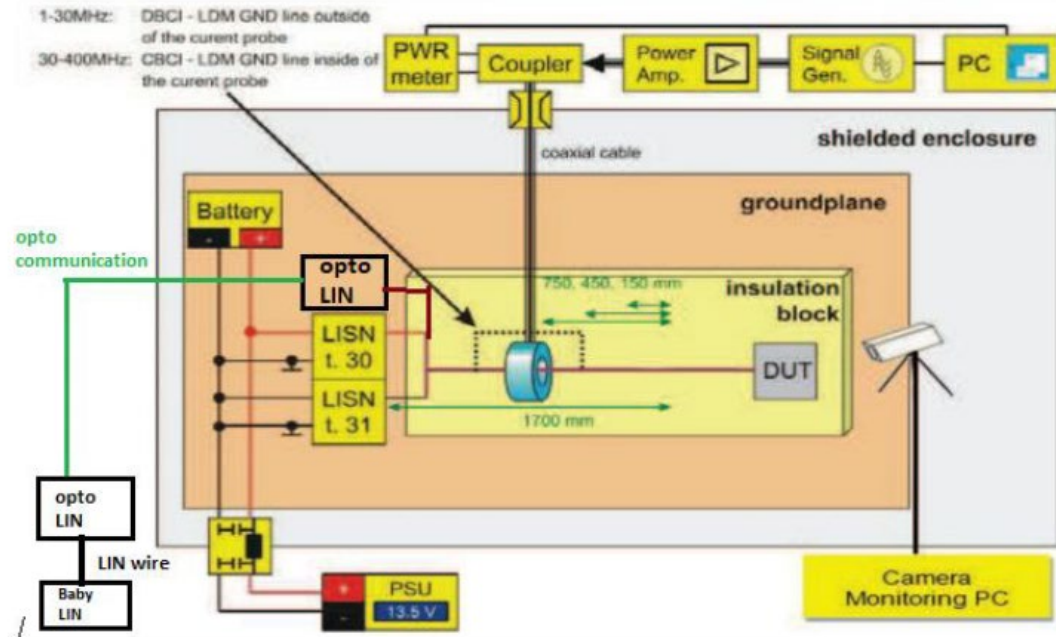 1-30MHz: DBCI - LDM GND line outside
of the curent probe
30-400MHz: CBCI - LDM GND line inside of
the curent probe
PWR
meter
Coupler
Power
Amp.
Signal
Gen.
PC
shielded enclosure
coaxial cable
groundplane
Battery
- +
opto
communication
opto
LIN
750, 450, 150 mm
insulation
block
LISN
t. 30
DUT
LISN
t. 31
1700 mm
opto
LIN
LIN wire
Baby
LIN
/
+
-
PSU
13.5 V
Camera
Monitoring PC